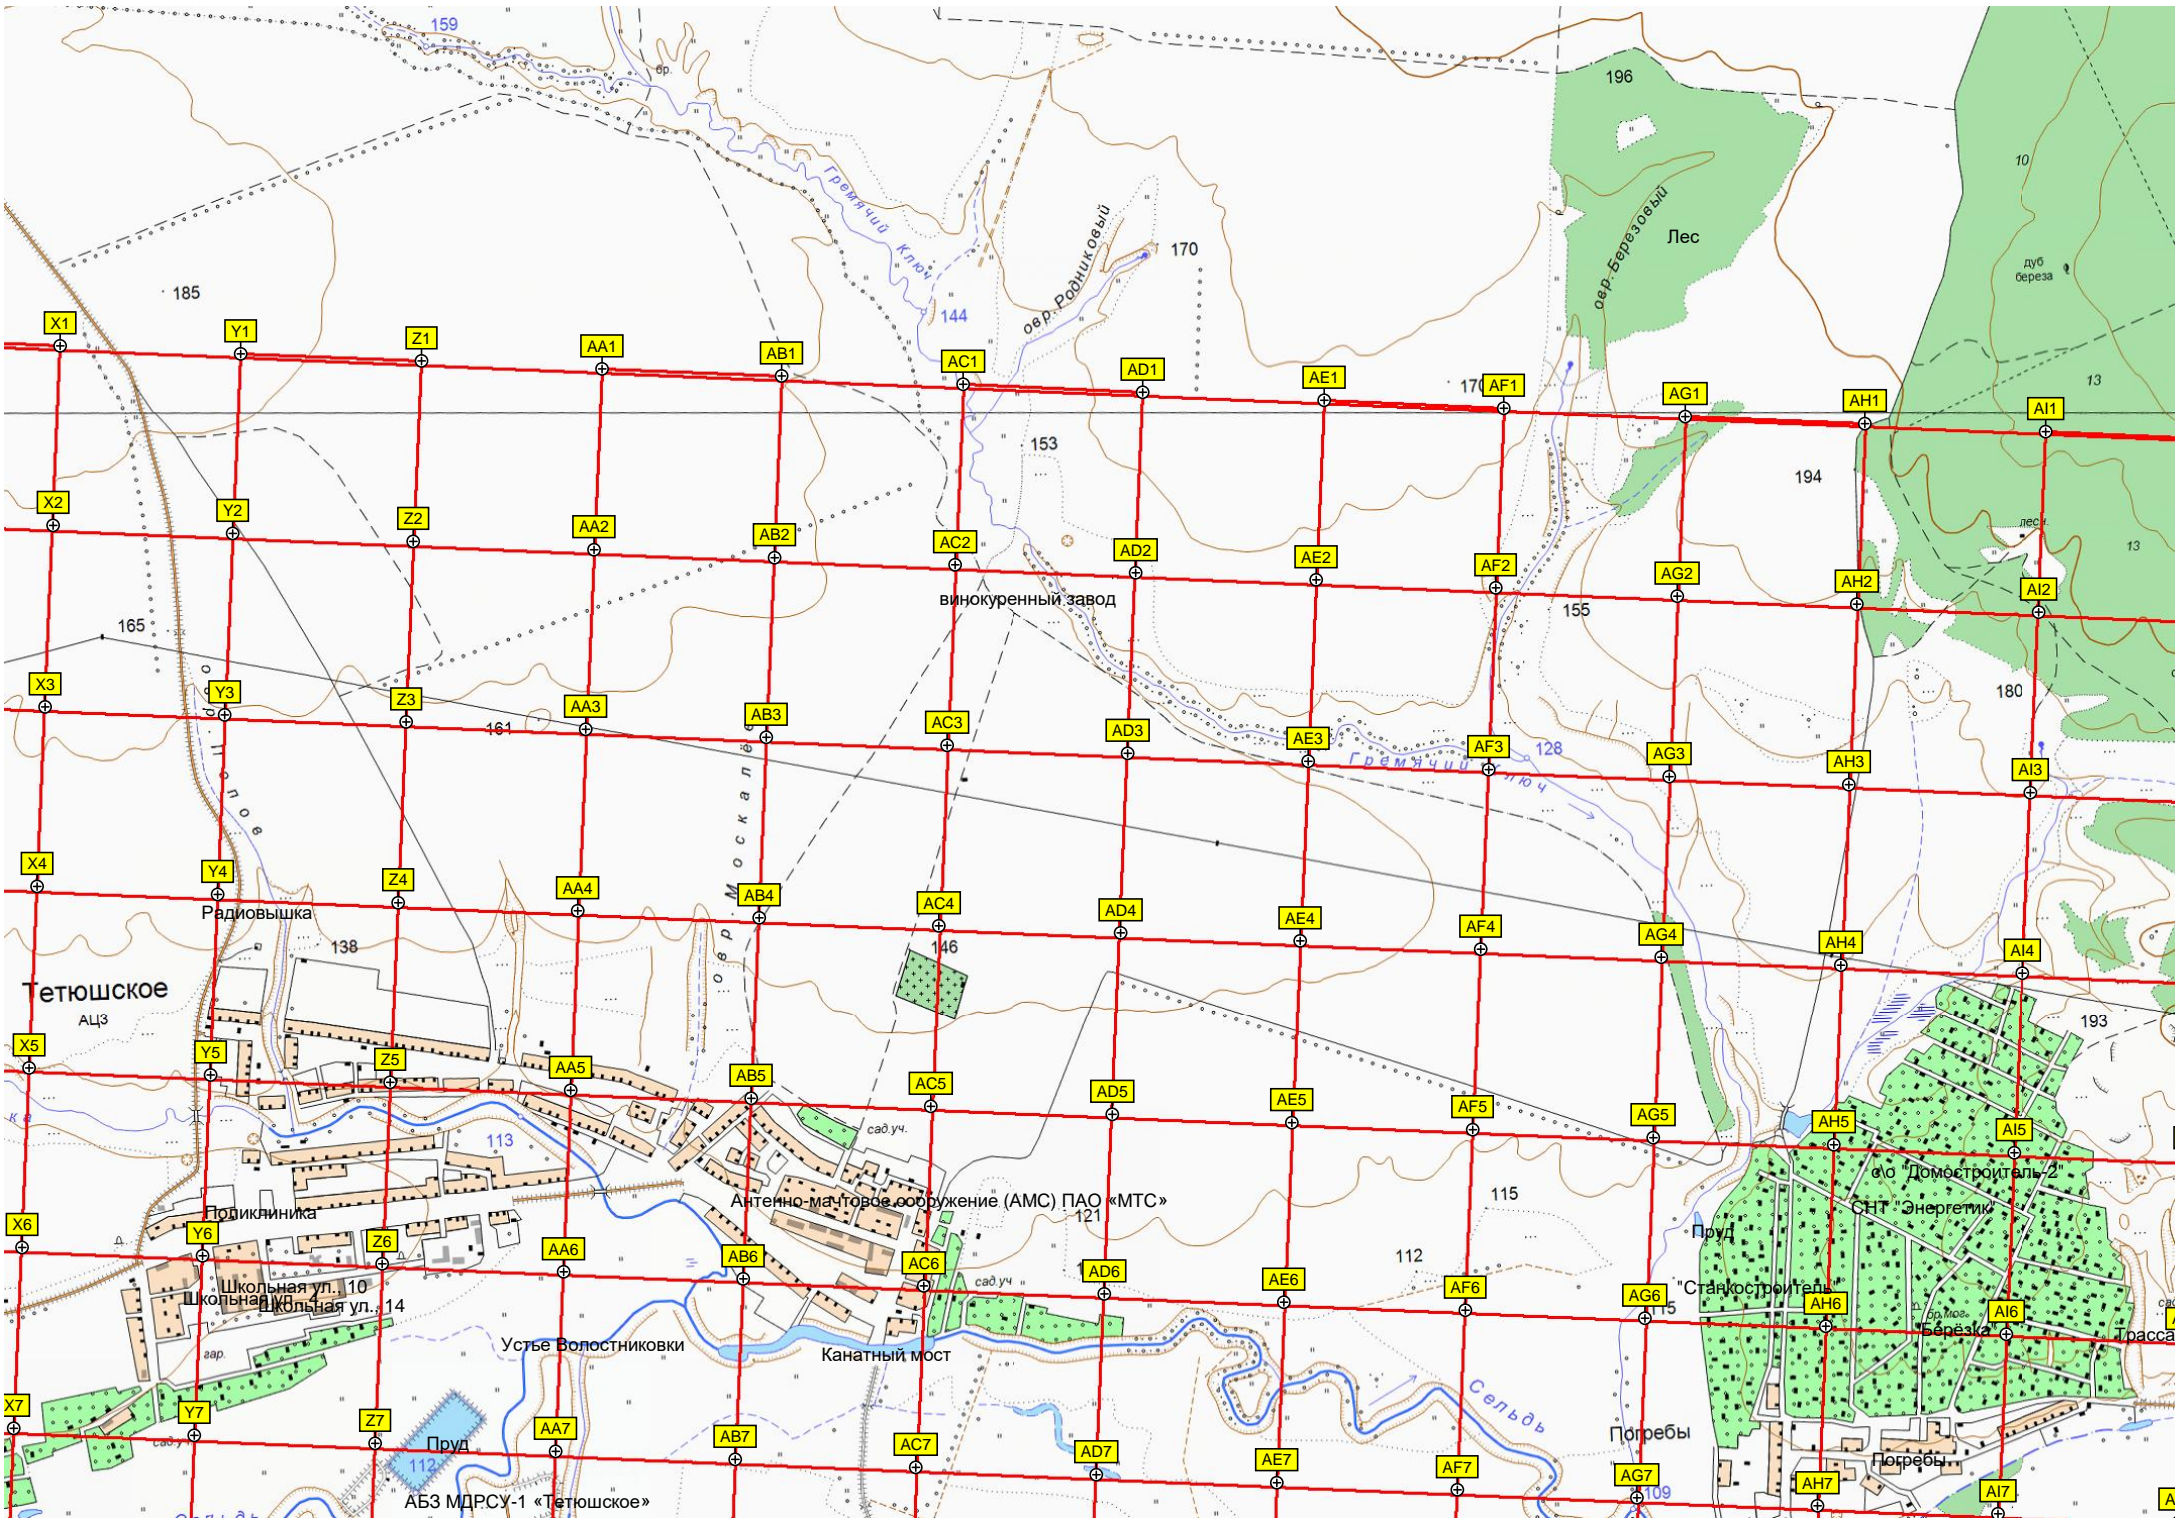 159
бр.
196
10
Гремячий Ключ
овр. Родниковый
170
овр. Березовый
Лес
дуб
береза
185
144
X1
Y1
Z1
AA1
AB1
AC1
AD1
AE1
170
AF1
AG1
AH1
AI1
13
153
194
X2
Y2
Z2
AA2
AB2
AC2
AD2
AE2
AF2
AG2
AH2
AI2
13
винокуренный завод
155
165
180
X3
Y3
Z3
161
AA3
AB3
AC3
AD3
AE3
AF3
128
AG3
AH3
AI3
Гремячий Ключ
X4
Y4
Z4
AA4
AB4
AC4
AD4
AE4
AF4
AG4
AH4
AI4
Радиовышка
138
146
Тетюшское
АЦЗ
193
X5
Y5
Z5
AA5
AB5
AC5
AD5
AE5
AF5
AG5
AH5
AI5
ка
113
сад.уч.
с\о "Домостроитель-2"
Антенно-мачтовое сооружение (АМС) ПАО «МТС»
115
СНТ "Энергетик"
Поликлиника
121
Пруд
X6
Y6
Z6
AA6
AB6
AC6
AD6
AE6
AF6
AG6
AH6
AI6
112
сад.уч
"Станкостроитель"
Школьная ул., 10
Школьная ул., 14
бр.мог.
"Берёзка"
Трасса
Устье Волостниковки
Канатный мост
гар.
Сельдь
X7
Y7
Z7
AA7
AB7
AC7
AD7
AE7
AF7
AG7
AH7
AI7
Пруд
112
Погребы
Погребы
АБЗ МДРСУ-1 «Тетюшское»
109
Сельдь